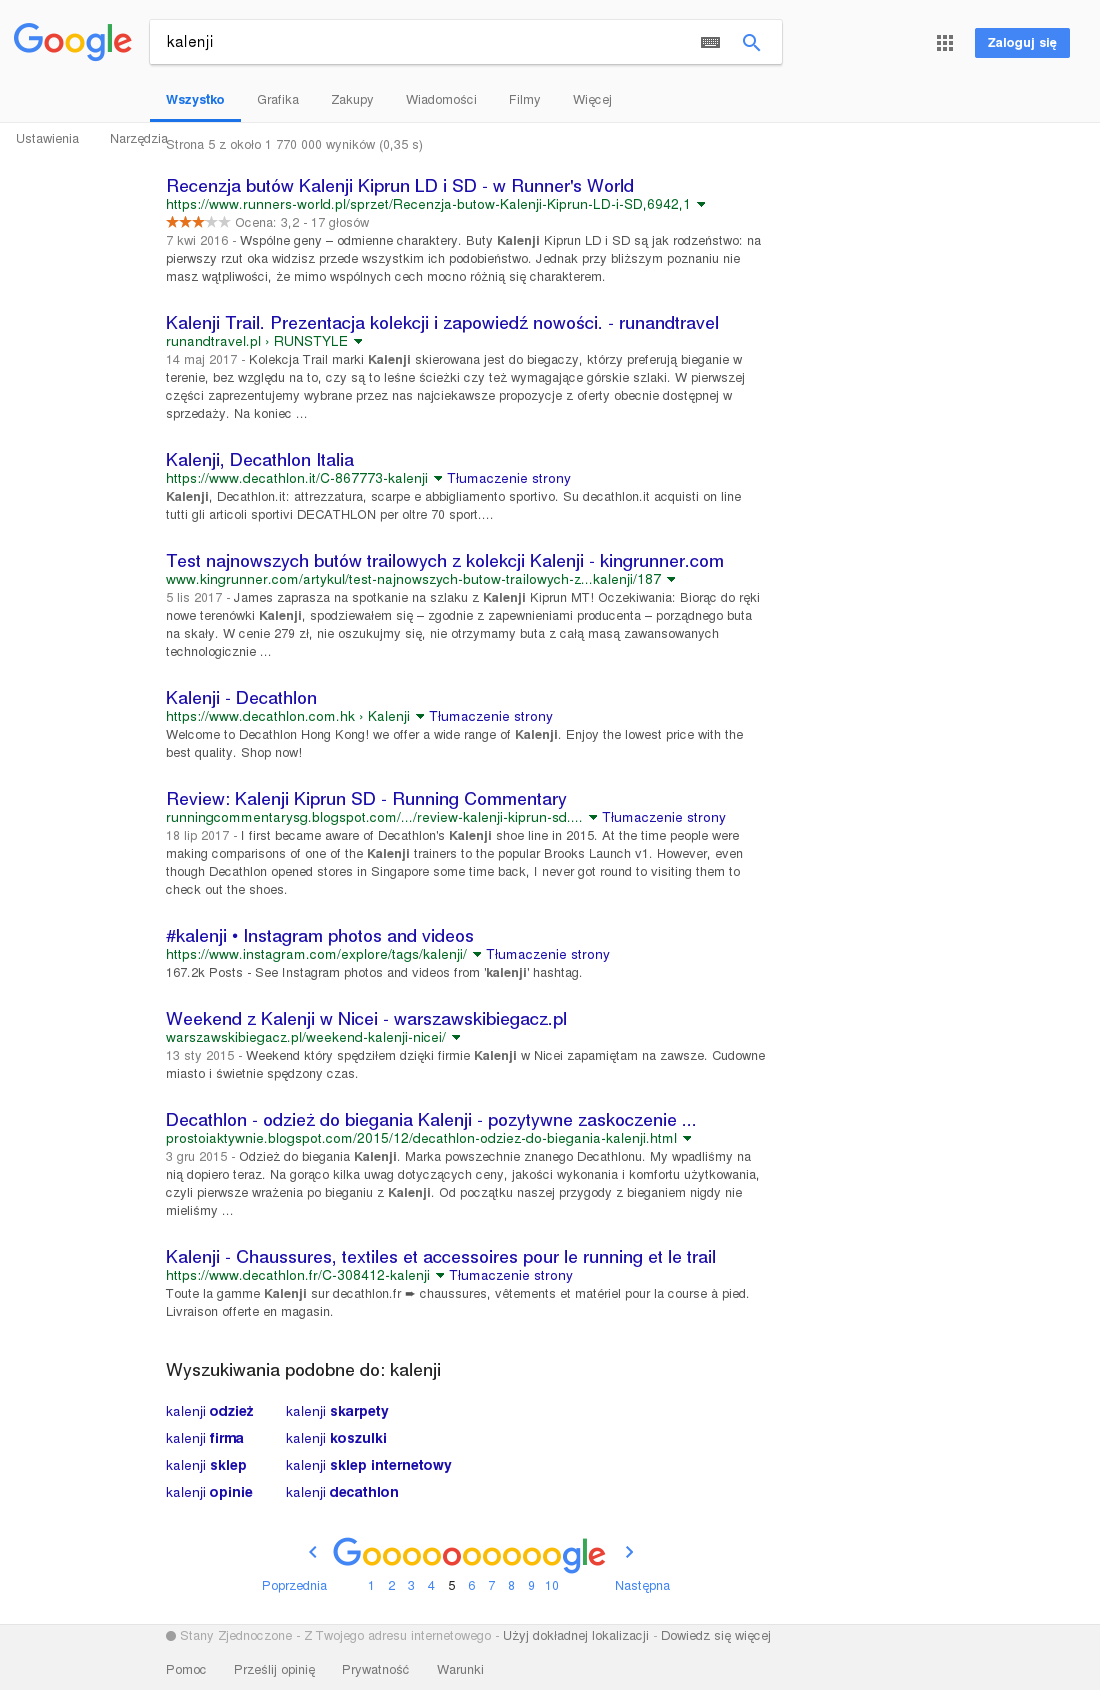 Google
kalenji
Zaloguj się
Wszystko Grafika Zakupy Wiadomości Filmy Więcej
Ustawienia Narzędzia
Strona 5 z około 1 770 000 wyników (0,35 s)
Recenzja butów Kalenji Kiprun LD i SD - w Runner's World
https://www.runners-world.pl/sprzet/Recenzja-butow-Kalenji-Kiprun-LD-i-SD,6942,1
Ocena: 3,2 - 17 głosów
7 kwi 2016 - Wspólne geny – odmienne charaktery. Buty Kalenji Kiprun LD i SD są jak rodzeństwo: na
pierwszy rzut oka widzisz przede wszystkim ich podobieństwo. Jednak przy bliższym poznaniu nie
masz wątpliwości, że mimo wspólnych cech mocno różnią się charakterem.
Kalenji Trail. Prezentacja kolekcji i zapowiedź nowości. - runandtravel
runandtravel.pl › RUNSTYLE
14 maj 2017 - Kolekcja Trail marki Kalenji skierowana jest do biegaczy, którzy preferują bieganie w
terenie, bez względu na to, czy są to leśne ścieżki czy też wymagające górskie szlaki. W pierwszej
części zaprezentujemy wybrane przez nas najciekawsze propozycje z oferty obecnie dostępnej w
sprzedaży. Na koniec ...
Kalenji, Decathlon Italia
https://www.decathlon.it/C-867773-kalenji Tłumaczenie strony
Kalenji, Decathlon.it: attrezzatura, scarpe e abbigliamento sportivo. Su decathlon.it acquisti on line
tutti gli articoli sportivi DECATHLON per oltre 70 sport....
Test najnowszych butów trailowych z kolekcji Kalenji - kingrunner.com
www.kingrunner.com/artykul/test-najnowszych-butow-trailowych-z...kalenji/187
5 lis 2017 - James zaprasza na spotkanie na szlaku z Kalenji Kiprun MT! Oczekiwania: Biorąc do ręki
nowe terenówki Kalenji, spodziewałem się – zgodnie z zapewnieniami producenta – porządnego buta
na skały. W cenie 279 zł, nie oszukujmy się, nie otrzymamy buta z całą masą zawansowanych
technologicznie ...
Kalenji - Decathlon
https://www.decathlon.com.hk › Kalenji Tłumaczenie strony
Welcome to Decathlon Hong Kong! we offer a wide range of Kalenji. Enjoy the lowest price with the
best quality. Shop now!
Review: Kalenji Kiprun SD - Running Commentary
runningcommentarysg.blogspot.com/.../review-kalenji-kiprun-sd.... Tłumaczenie strony
18 lip 2017 - I first became aware of Decathlon's Kalenji shoe line in 2015. At the time people were
making comparisons of one of the Kalenji trainers to the popular Brooks Launch v1. However, even
though Decathlon opened stores in Singapore some time back, I never got round to visiting them to
check out the shoes.
#kalenji • Instagram photos and videos
https://www.instagram.com/explore/tags/kalenji/ Tłumaczenie strony
167.2k Posts - See Instagram photos and videos from 'kalenji' hashtag.
Weekend z Kalenji w Nicei - warszawskibiegacz.pl
warszawskibiegacz.pl/weekend-kalenji-nicei/
13 sty 2015 - Weekend który spędziłem dzięki firmie Kalenji w Nicei zapamiętam na zawsze. Cudowne
miasto i świetnie spędzony czas.
Decathlon - odzież do biegania Kalenji - pozytywne zaskoczenie ...
prostoiaktywnie.blogspot.com/2015/12/decathlon-odziez-do-biegania-kalenji.html
3 gru 2015 - Odzież do biegania Kalenji. Marka powszechnie znanego Decathlonu. My wpadliśmy na
nią dopiero teraz. Na gorąco kilka uwag dotyczących ceny, jakości wykonania i komfortu użytkowania,
czyli pierwsze wrażenia po bieganiu z Kalenji. Od początku naszej przygody z bieganiem nigdy nie
mieliśmy ...
Kalenji - Chaussures, textiles et accessoires pour le running et le trail
https://www.decathlon.fr/C-308412-kalenji Tłumaczenie strony
Toute la gamme Kalenji sur decathlon.fr ➨ chaussures, vêtements et matériel pour la course à pied.
Livraison offerte en magasin.
Wyszukiwania podobne do: kalenji
kalenji odzież kalenji skarpety
kalenji firma kalenji koszulki
kalenji sklep kalenji sklep internetowy
kalenji opinie kalenji decathlon
Goooooooooogle
Poprzednia 1 2 3 4 5 6 7 8 9 10 Następna
Stany Zjednoczone - Z Twojego adresu internetowego - Użyj dokładnej lokalizacji - Dowiedz się więcej
Pomoc Prześlij opinię Prywatność Warunki